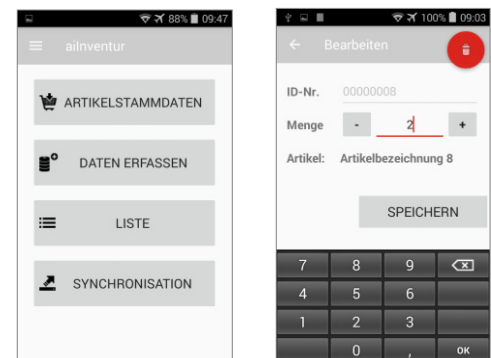 88% 09:47
aiInventur
ARTIKELSTAMMDATEN
DATEN ERFASSEN
LISTE
SYNCHRONISATION
100% 09:03
Bearbeiten
ID-Nr. 00000008
Menge - 2 +
Artikel: Artikelbezeichnung 8
SPEICHERN
7 8 9
4 5 6
1 2 3
0 , OK